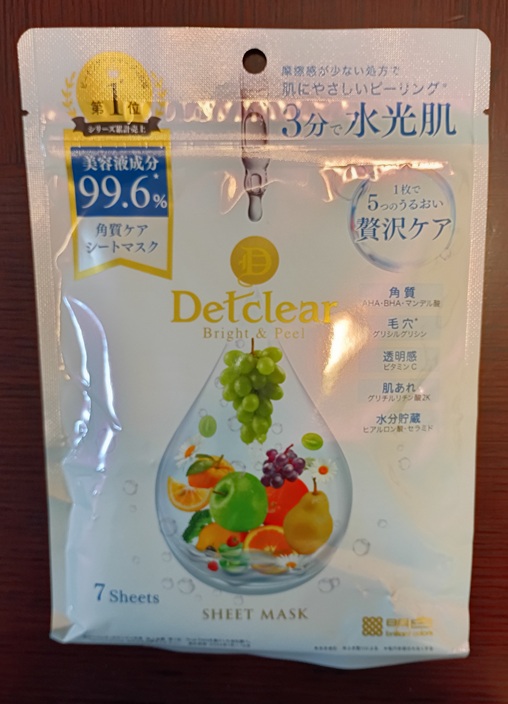 第1位
シリーズ累計売上
美容液成分*
99.6%
角質ケア
シートマスク
摩擦感が少ない処方で
肌にやさしいピーリング*
3分で水光肌
1枚で
5つのうるおい
贅沢ケア
D
Detclear
Bright & Peel
角質
AHA・BHA・マンデル酸
毛穴*
グリシルグリシン
透明感
ビタミンC
肌あれ
グリチルリチン酸2K
水分貯蔵
ヒアルロン酸・セラミド
7 Sheets
SHEET MASK